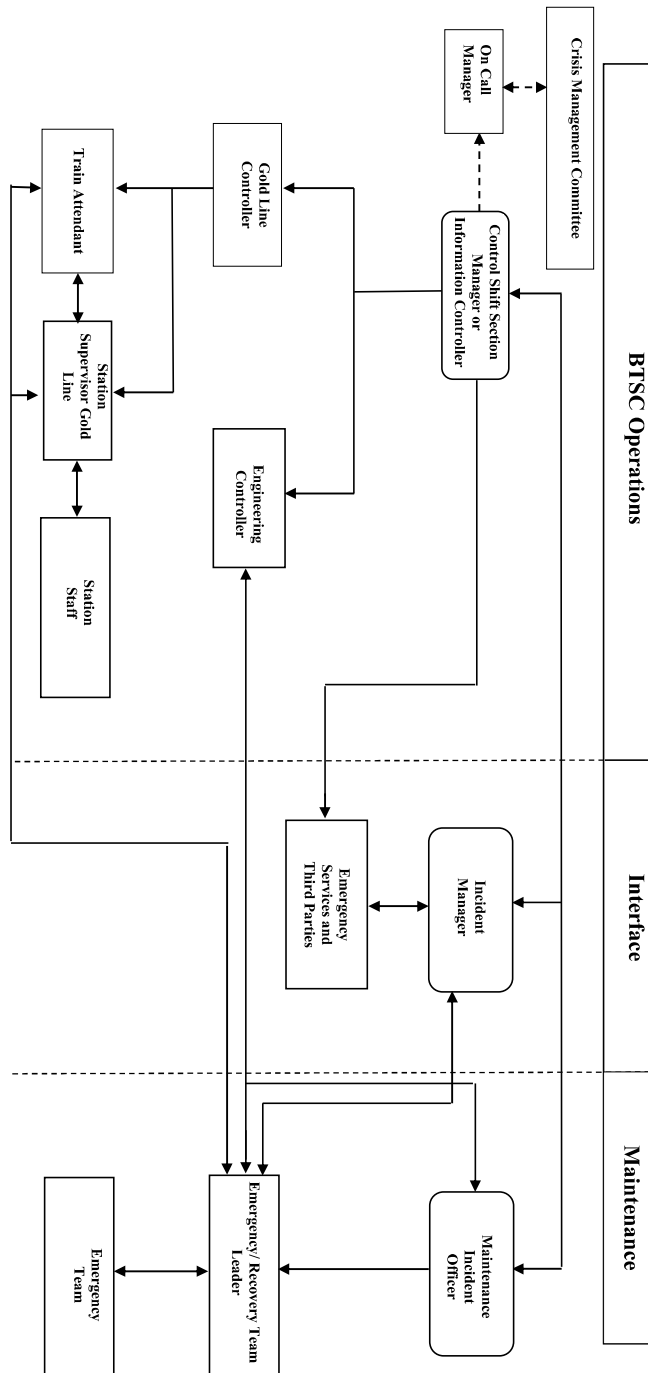 BTSC Operations
Interface
Maintenance
Crisis Management Committee
On Call
Manager
Control Shift Section
Manager or
Information Controller
Incident
Manager
Maintenance
Incident
Officer
Gold Line
Controller
Engineering
Controller
Emergency
Services and
Third Parties
Emergency/ Recovery Team
Leader
Train Attendant
Station
Supervisor Gold
Line
Station
Staff
Emergency
Team